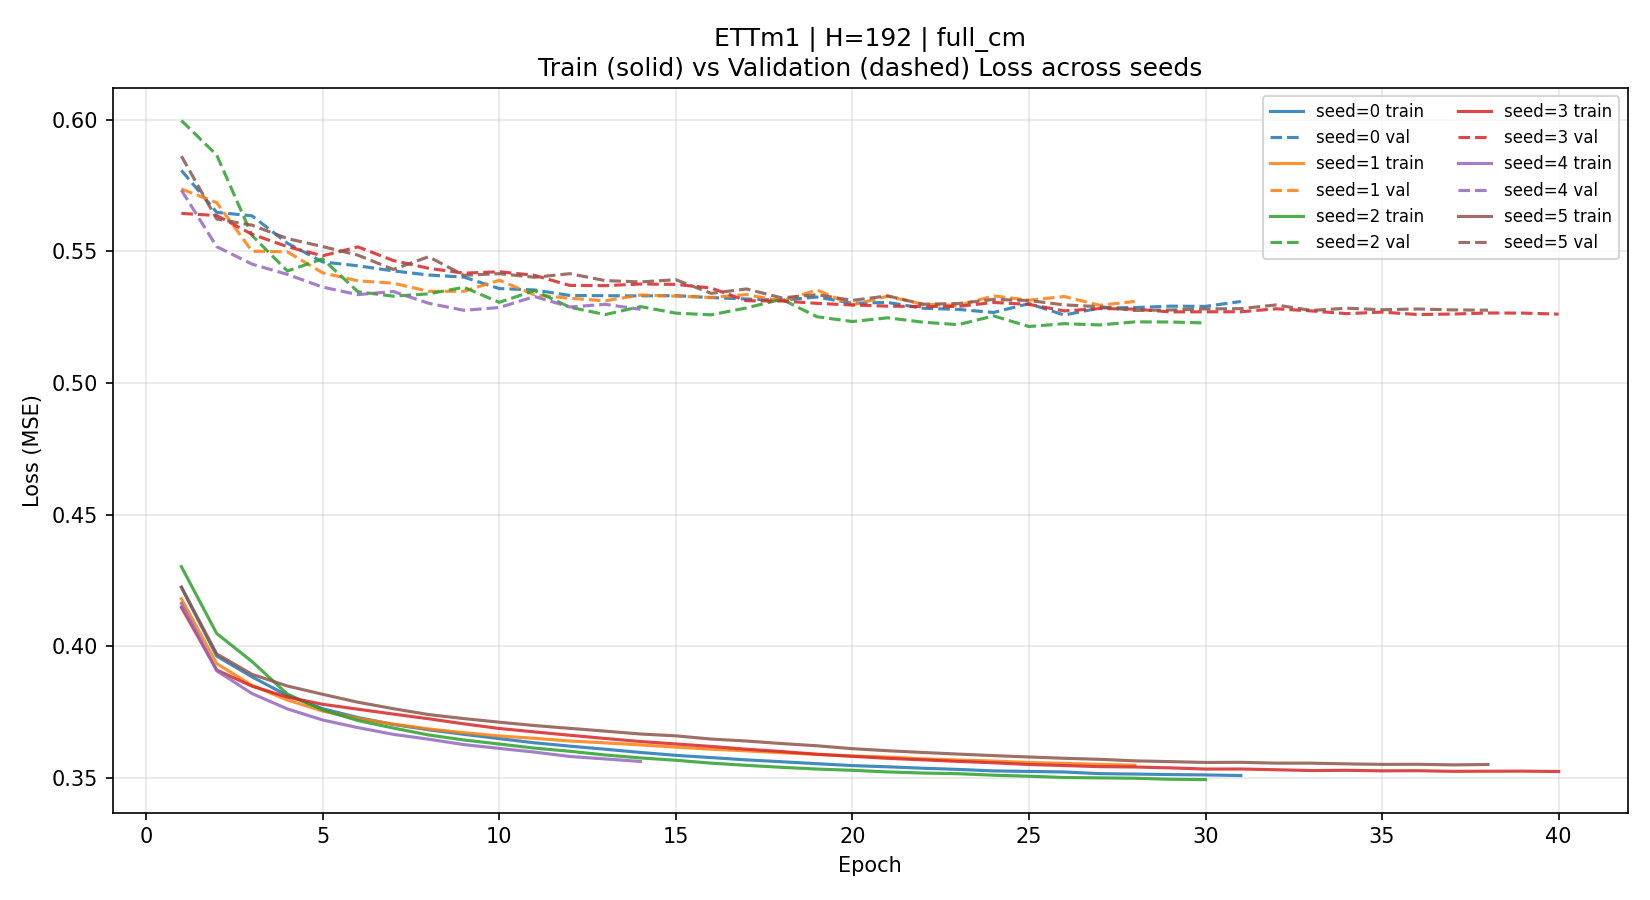 ETTm1 | H=192 | full_cm
Train (solid) vs Validation (dashed) Loss across seeds
Loss (MSE)
0.60
0.55
0.50
0.45
0.40
0.35
seed=0 train
seed=0 val
seed=1 train
seed=1 val
seed=2 train
seed=2 val
seed=3 train
seed=3 val
seed=4 train
seed=4 val
seed=5 train
seed=5 val
0 5 10 15 20 25 30 35 40
Epoch